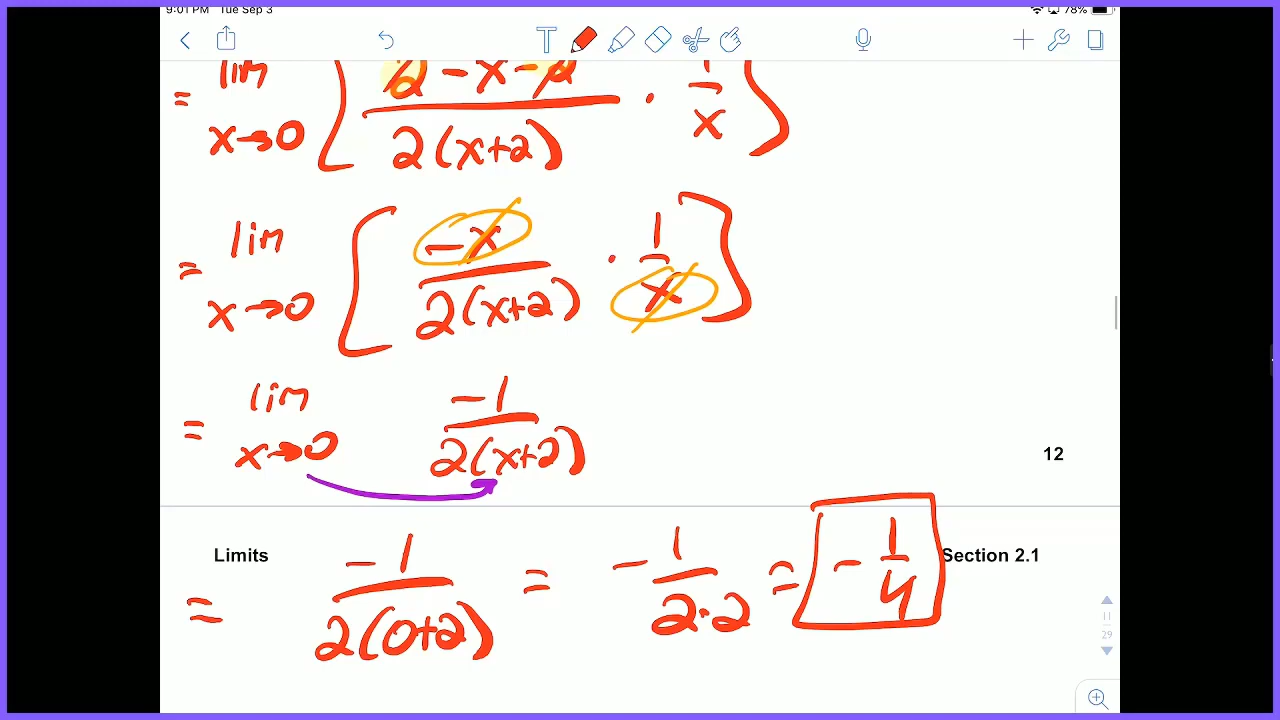 9:01 PM Tue Sep 3 78%
T
= lim x→0 [ 2 - x - 2 / 2(x+2) · 1/x ]
= lim x→0 [ -x / 2(x+2) · 1/x ]
= lim x→0 -1 / 2(x+2)
12
Limits Section 2.1
= -1 / 2(0+2) = - 1 / 2·2 = - 1/4
11
29